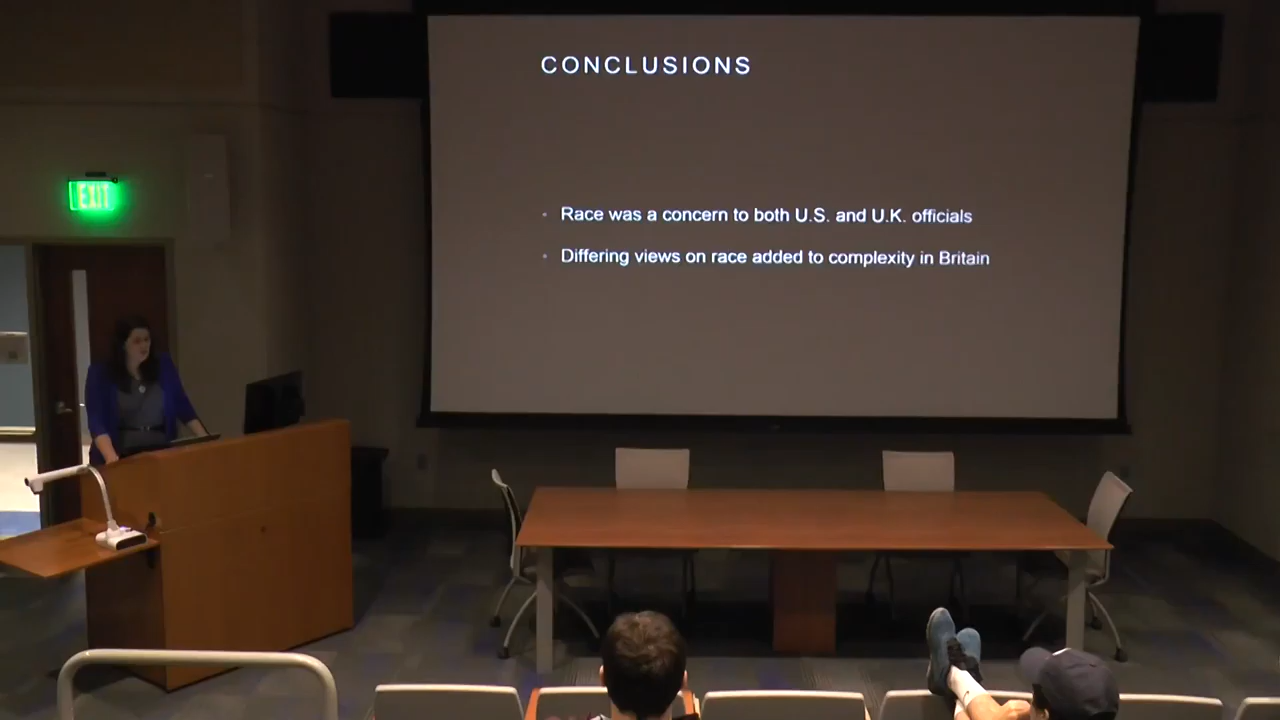 CONCLUSIONS
EXIT
Race was a concern to both U.S. and U.K. officials
Differing views on race added to complexity in Britain